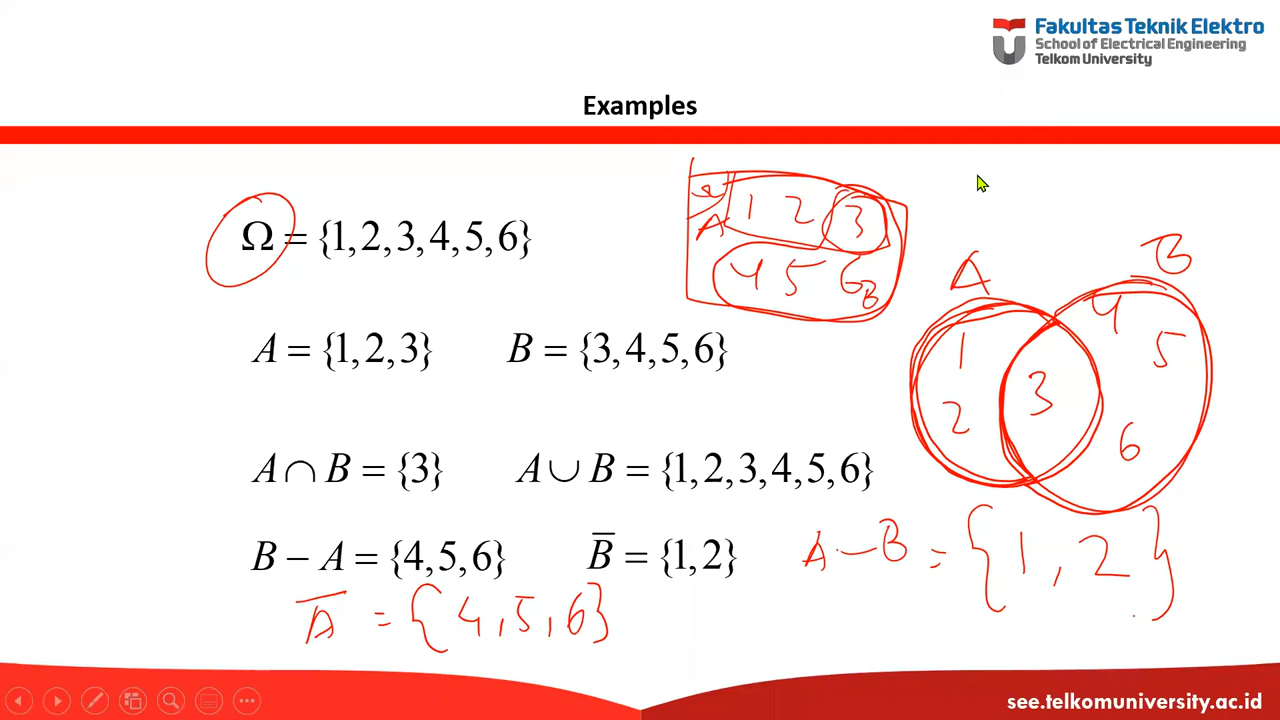 Fakultas Teknik Elektro
School of Electrical Engineering
Telkom University
Examples
Ω = {1,2,3,4,5,6}
Ω
A 1 2 3
4 5 6 B
A B
A = {1,2,3} B = {3,4,5,6}
1 3 4 5
2 6
A ∩ B = {3} A ∪ B = {1,2,3,4,5,6}
B − A = {4,5,6} B̅ = {1,2} A − B = {1, 2}
A̅ = {4,5,6}
see.telkomuniversity.ac.id